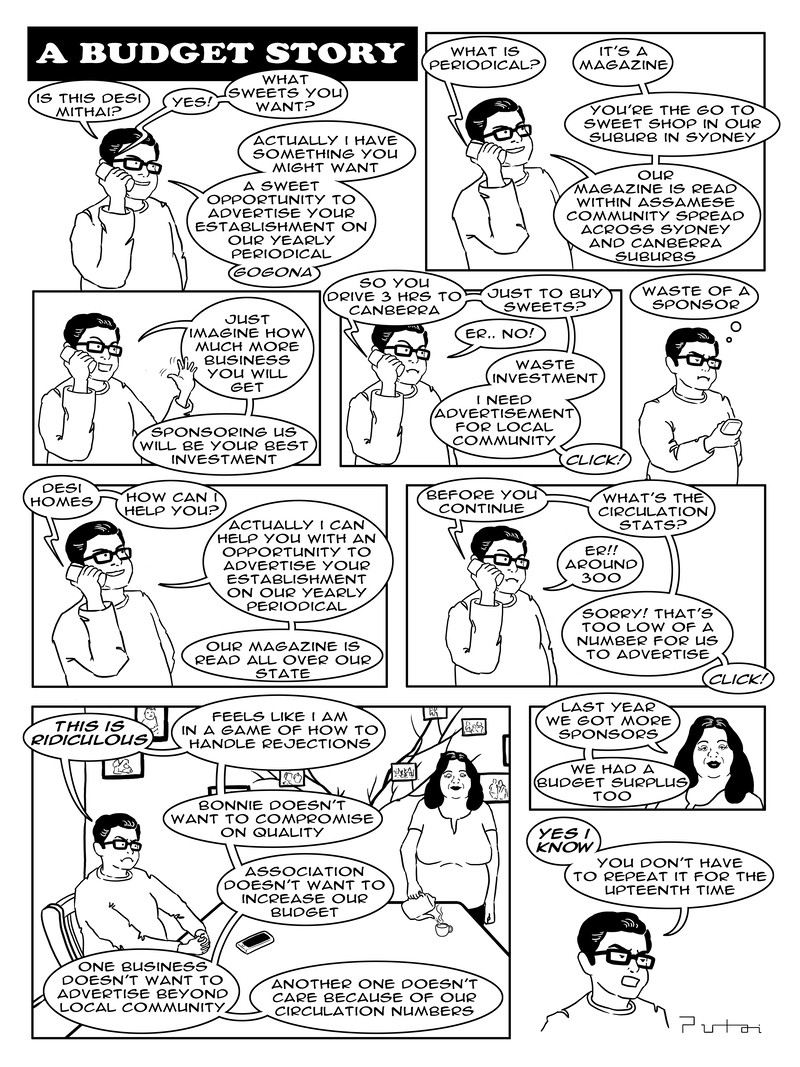 A BUDGET STORY
IS THIS DESI
MITHAI?
YES!
WHAT
SWEETS YOU
WANT?
ACTUALLY I HAVE
SOMETHING YOU
MIGHT WANT
A SWEET
OPPORTUNITY TO
ADVERTISE YOUR
ESTABLISHMENT ON
OUR YEARLY
PERIODICAL
GOGONA
WHAT IS
PERIODICAL?
IT'S A
MAGAZINE
YOU'RE THE GO TO
SWEET SHOP IN OUR
SUBURB IN SYDNEY
OUR
MAGAZINE IS READ
WITHIN ASSAMESE
COMMUNITY SPREAD
ACROSS SYDNEY
AND CANBERRA
SUBURBS
JUST
IMAGINE HOW
MUCH MORE
BUSINESS
YOU WILL
GET
SPONSORING US
WILL BE YOUR BEST
INVESTMENT
SO YOU
DRIVE 3 HRS TO
CANBERRA
JUST TO BUY
SWEETS?
ER.. NO!
WASTE
INVESTMENT
I NEED
ADVERTISEMENT
FOR LOCAL
COMMUNITY
CLICK!
WASTE OF A
SPONSOR
DESI
HOMES
HOW CAN I
HELP YOU?
ACTUALLY I CAN
HELP YOU WITH AN
OPPORTUNITY TO
ADVERTISE YOUR
ESTABLISHMENT
ON OUR YEARLY
PERIODICAL
OUR MAGAZINE IS
READ ALL OVER OUR
STATE
BEFORE YOU
CONTINUE
WHAT'S THE
CIRCULATION
STATS?
ER!!
AROUND
300
SORRY! THAT'S
TOO LOW OF A
NUMBER FOR US
TO ADVERTISE
CLICK!
THIS IS
RIDICULOUS
FEELS LIKE I AM
IN A GAME OF HOW TO
HANDLE REJECTIONS
BONNIE DOESN'T
WANT TO COMPROMISE
ON QUALITY
ASSOCIATION
DOESN'T WANT TO
INCREASE OUR
BUDGET
ONE BUSINESS
DOESN'T WANT TO
ADVERTISE BEYOND
LOCAL COMMUNITY
ANOTHER ONE DOESN'T
CARE BECAUSE OF OUR
CIRCULATION NUMBERS
LAST YEAR
WE GOT MORE
SPONSORS
WE HAD A
BUDGET SURPLUS
TOO
YES I
KNOW
YOU DON'T HAVE
TO REPEAT IT FOR THE
UPTEENTH TIME
Putoi